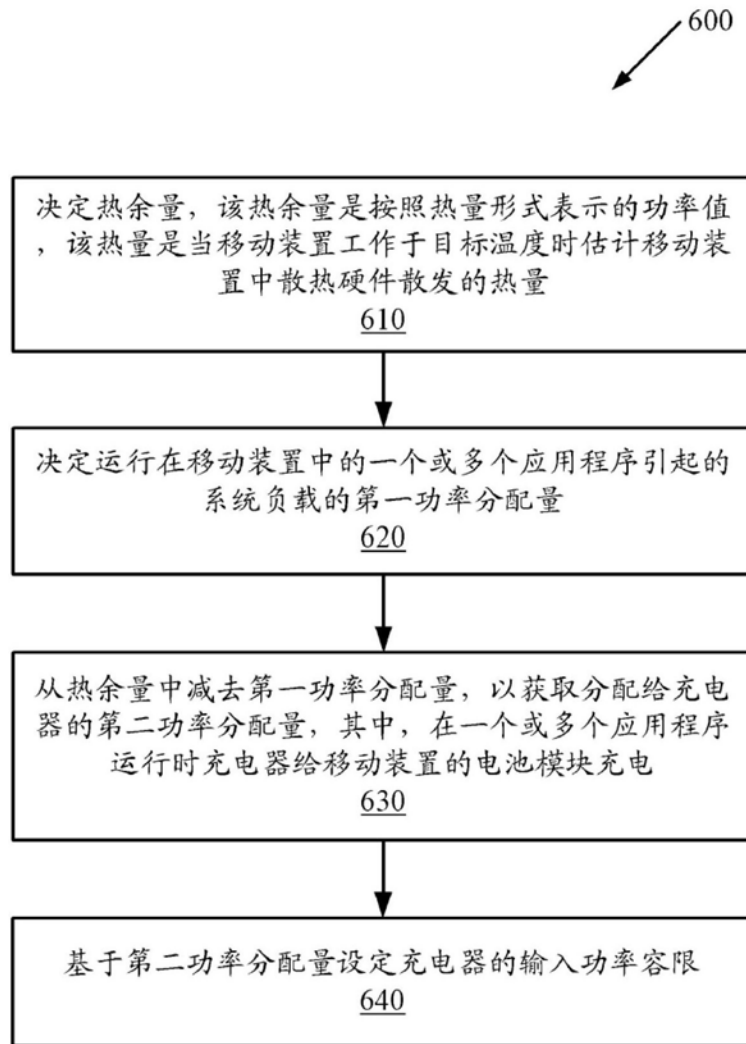 600
决定热余量，该热余量是按照热量形式表示的功率值
，该热量是当移动装置工作于目标温度时估计移动装
置中散热硬件散发的热量
610
决定运行在移动装置中的一个或多个应用程序引起的
系统负载的第一功率分配量
620
从热余量中减去第一功率分配量，以获取分配给充电
器的第二功率分配量，其中，在一个或多个应用程序
运行时充电器给移动装置的电池模块充电
630
基于第二功率分配量设定充电器的输入功率容限
640